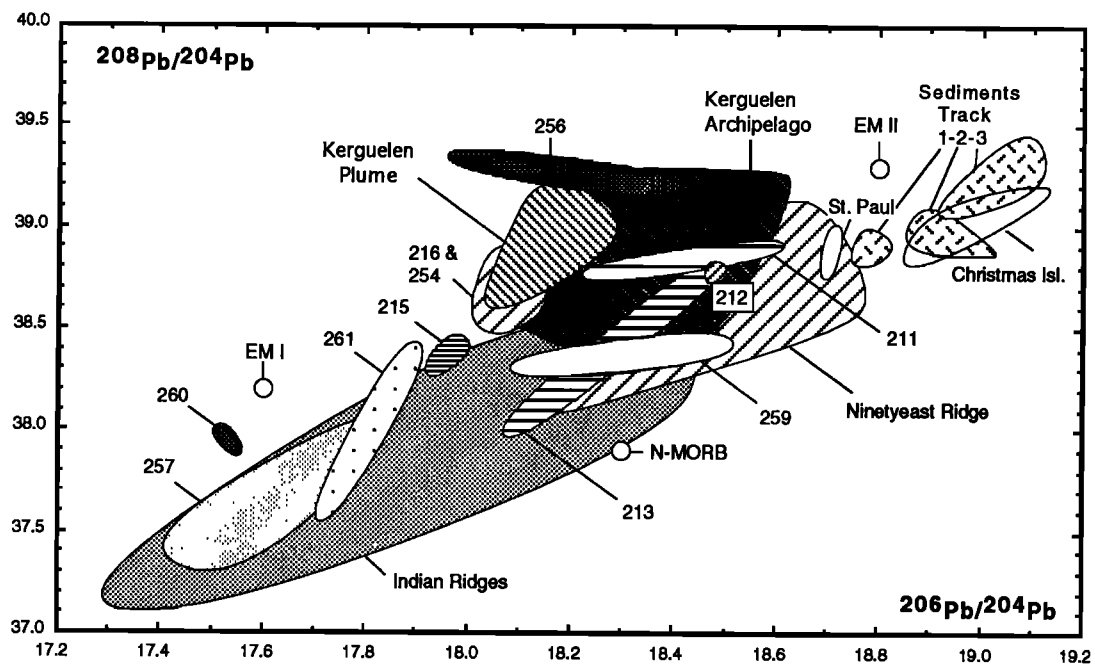 40.0
208Pb/204Pb
39.5
39.0
38.5
38.0
37.5
37.0
Kerguelen
Plume
256
Kerguelen
Archipelago
EM II
Sediments
Track
1-2-3
St. Paul
Christmas Isl.
216 &
254
215
261
EM I
260
257
212
211
259
Ninetyeast Ridge
N-MORB
213
Indian Ridges
206Pb/204Pb
17.2 17.4 17.6 17.8 18.0 18.2 18.4 18.6 18.8 19.0 19.2